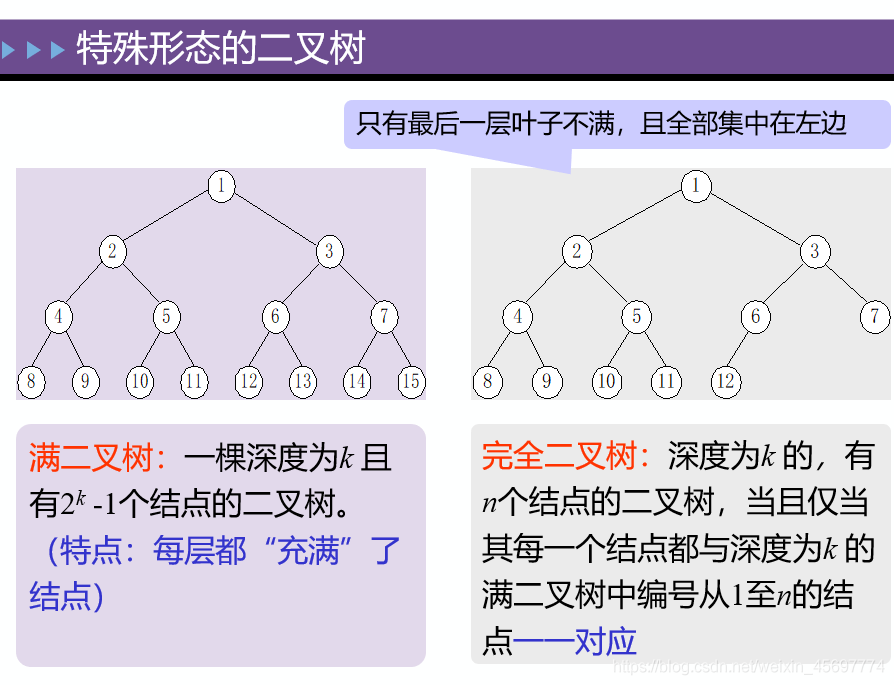 特殊形态的二叉树
只有最后一层叶子不满，且全部集中在左边
1
2 3
4 5 6 7
8 9 10 11 12 13 14 15
1
2 3
4 5 6 7
8 9 10 11 12
满二叉树：一棵深度为k 且
有2ᵏ -1个结点的二叉树。
（特点：每层都“充满”了
结点）
完全二叉树：深度为k 的，有
n个结点的二叉树，当且仅当
其每一个结点都与深度为k 的
满二叉树中编号从1至n的结
点一一对应
https://blog.csdn.net/weixin_45697774